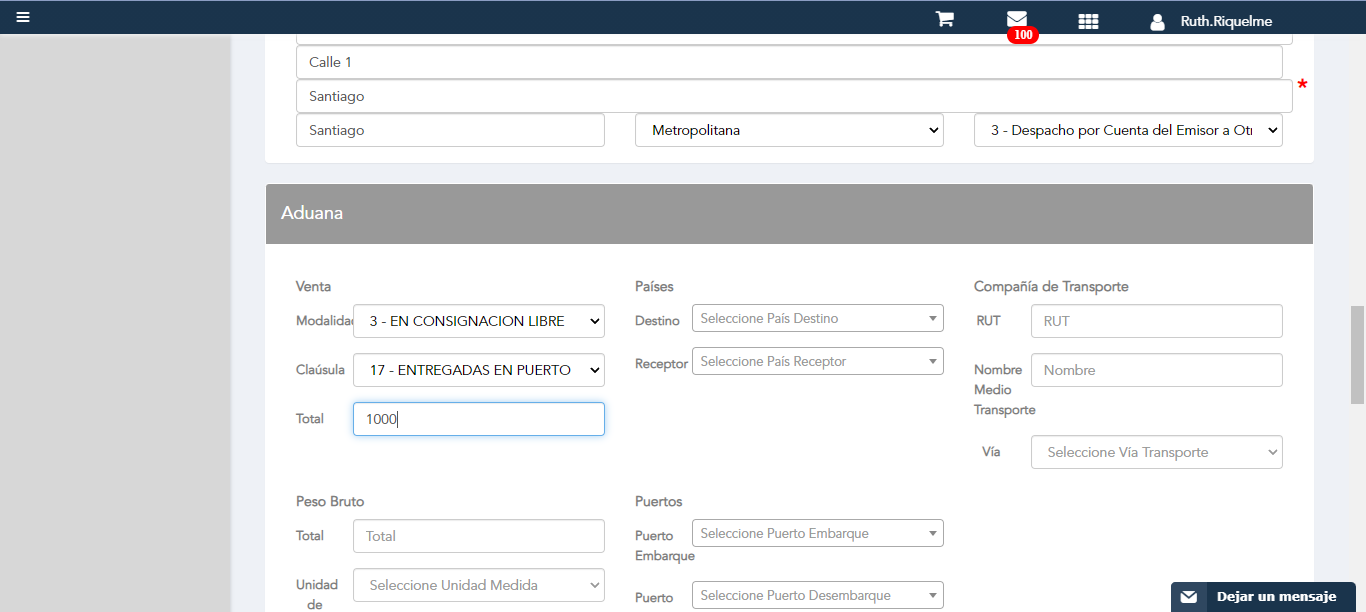 Ruth.Riquelme
100
Calle 1
Santiago
*
Santiago
Metropolitana
3 - Despacho por Cuenta del Emisor a Otr
Aduana
Venta
Países
Compañía de Transporte
Modalidad
3 - EN CONSIGNACION LIBRE
Destino
Seleccione País Destino
RUT
RUT
Claúsula
17 - ENTREGADAS EN PUERTO
Receptor
Seleccione País Receptor
Nombre
Medio
Transporte
Nombre
Total
1000
Vía
Seleccione Vía Transporte
Peso Bruto
Puertos
Total
Total
Puerto
Embarque
Seleccione Puerto Embarque
Unidad
de
Seleccione Unidad Medida
Puerto
Seleccione Puerto Desembarque
Dejar un mensaje